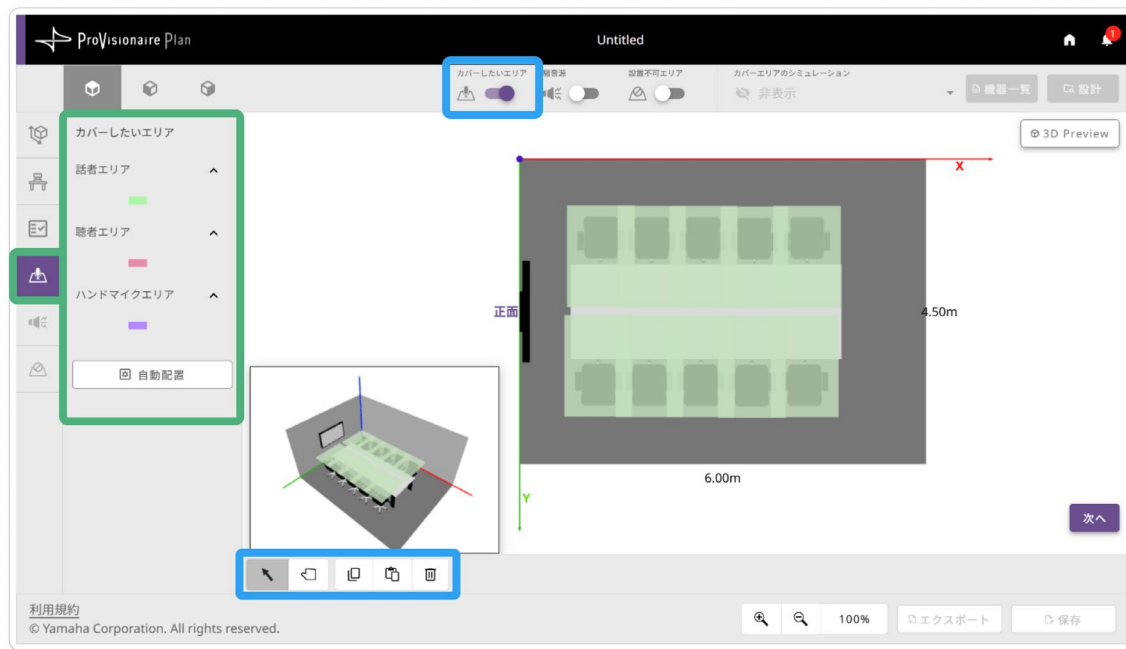 ProVisionaire Plan
Untitled
1
カバーしたいエリア
騒音源
設置不可エリア
カバーエリアのシミュレーション
非表示
機器一覧
設計
カバーしたいエリア
話者エリア
聴者エリア
ハンドマイクエリア
自動配置
3D Preview
X
正面
4.50m
6.00m
Y
次へ
利用規約
© Yamaha Corporation. All rights reserved.
100%
エクスポート
保存